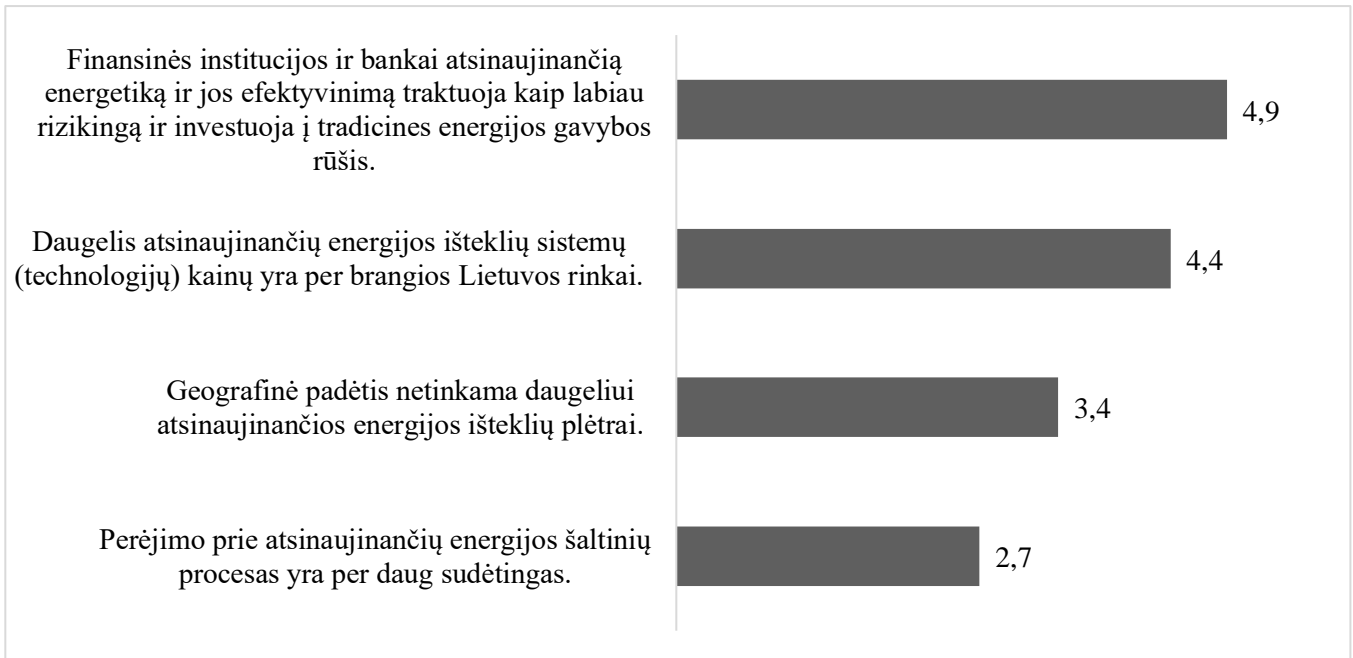 Finansinės institucijos ir bankai atsinaujinančią
energetiką ir jos efektyvinimą traktuoja kaip labiau
rizikingą ir investuoja į tradicines energijos gavybos
rūšis.
4,9
Daugelis atsinaujinančių energijos išteklių sistemų
(technologijų) kainų yra per brangios Lietuvos rinkai.
4,4
Geografinė padėtis netinkama daugeliui
atsinaujinančios energijos išteklių plėtrai.
3,4
Perėjimo prie atsinaujinančių energijos šaltinių
procesas yra per daug sudėtingas.
2,7